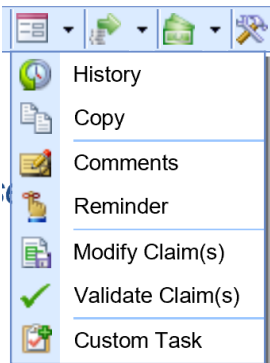 History
Copy
Comments
Reminder
Modify Claim(s)
Validate Claim(s)
Custom Task